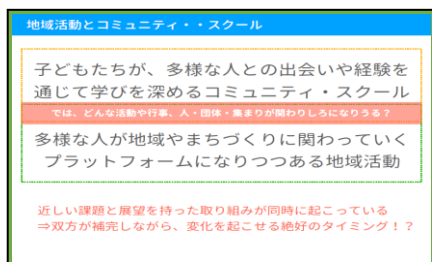 地域活動とコミュニティ・・スクール
子どもたちが、多様な人との出会いや経験を
通じて学びを深めるコミュニティ・スクール
では、どんな活動や行事、人・団体・集まりが関わりしろになりうる？
多様な人が地域やまちづくりに関わっていく
プラットフォームになりつつある地域活動
近しい課題と展望を持った取り組みが同時に起こっている
⇒双方が補完しながら、変化を起こせる絶好のタイミング！？